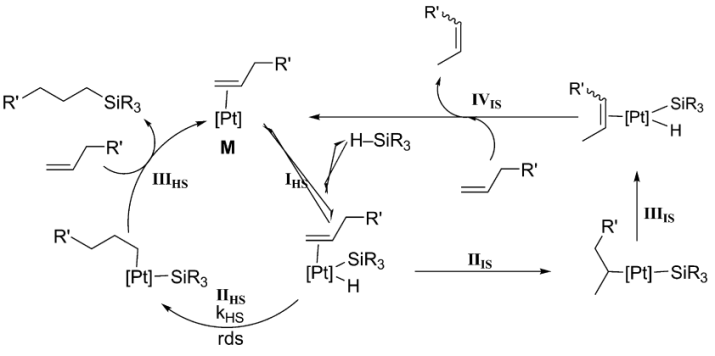 R'
R'
R'
SiR₃
R'
[Pt]
M
IV_IS
R'
[Pt]
SiR₃
H
R'
III_HS
I_HS
H–SiR₃
R'
III_IS
R'
[Pt]
SiR₃
R'
[Pt]
SiR₃
H
II_IS
R'
[Pt]
SiR₃
II_HS
k_HS
rds